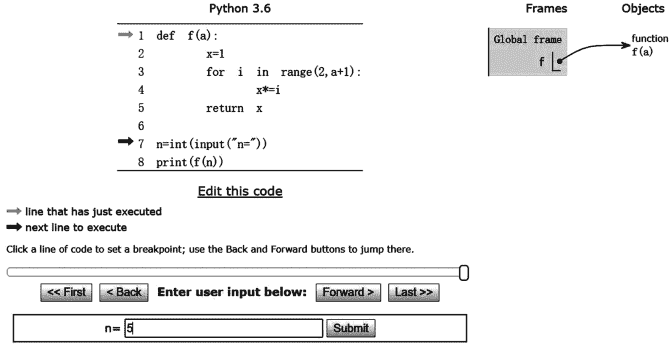 Python 3.6
Frames
Objects
1 def f(a):
2 x=1
3 for i in range(2,a+1):
4 x*=i
5 return x
6
7 n=int(input("n="))
8 print(f(n))
Global frame
f
function
f(a)
Edit this code
line that has just executed
next line to execute
Click a line of code to set a breakpoint; use the Back and Forward buttons to jump there.
<< First
< Back
Enter user input below:
Forward >
Last >>
n= 5
Submit